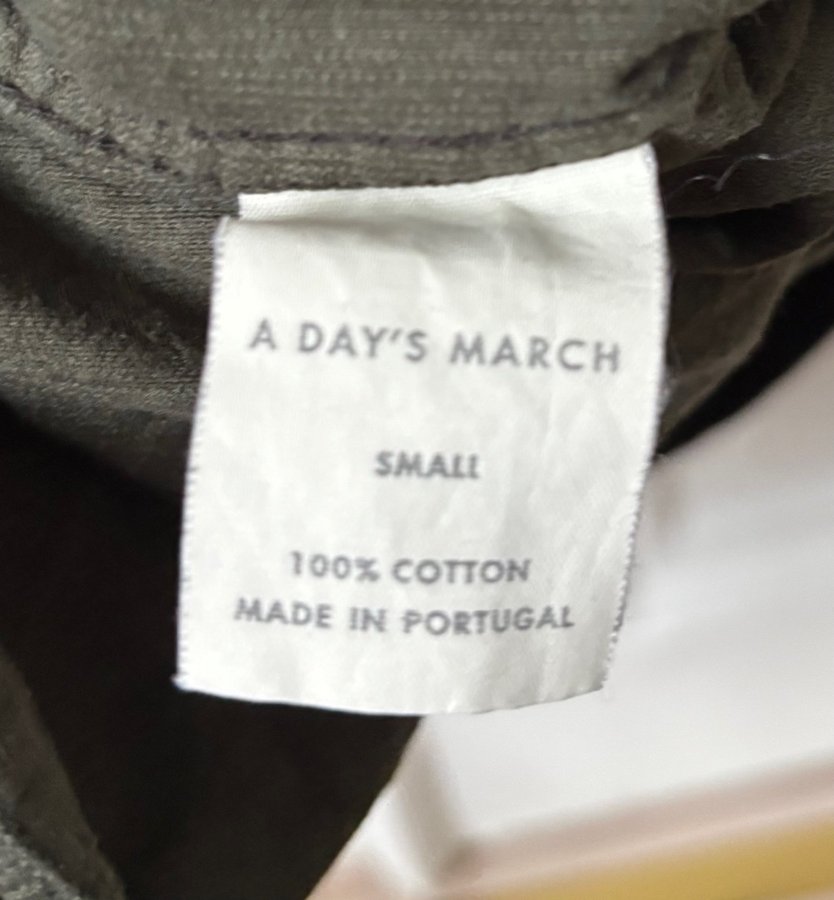 A DAY'S MARCH
SMALL
100% COTTON
MADE IN PORTUGAL